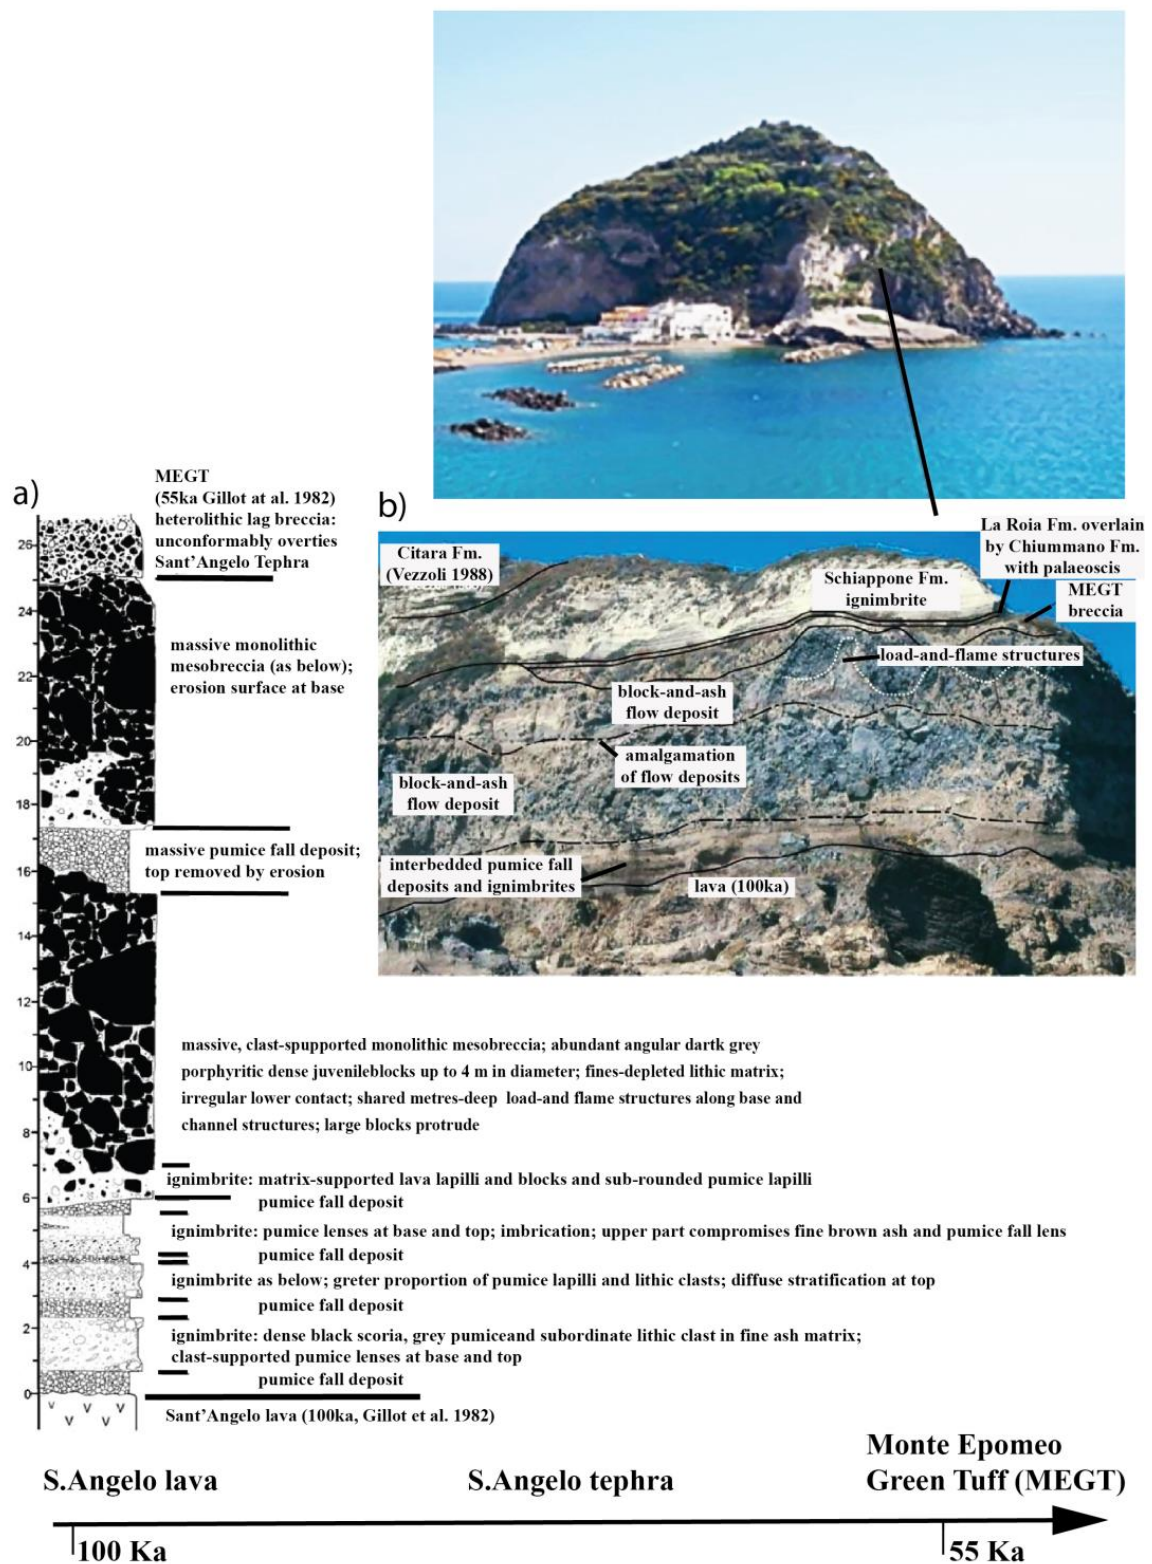 a)
MEGT
(55ka Gillot at al. 1982)
heterolithic lag breccia:
unconformably overties
Sant'Angelo Tephra
massive monolithic
mesobreccia (as below);
erosion surface at base
massive pumice fall deposit;
top removed by erosion
massive, clast-spupported monolithic mesobreccia; abundant angular dartk grey
porphyritic dense juvenileblocks up to 4 m in diameter; fines-depleted lithic matrix;
irregular lower contact; shared metres-deep load-and flame structures along base and
channel structures; large blocks protrude
ignimbrite: matrix-supported lava lapilli and blocks and sub-rounded pumice lapilli
pumice fall deposit
ignimbrite: pumice lenses at base and top; imbrication; upper part compromises fine brown ash and pumice fall lens
pumice fall deposit
ignimbrite as below; greter proportion of pumice lapilli and lithic clasts; diffuse stratification at top
pumice fall deposit
ignimbrite: dense black scoria, grey pumiceand subordinate lithic clast in fine ash matrix;
clast-supported pumice lenses at base and top
pumice fall deposit
Sant'Angelo lava (100ka, Gillot et al. 1982)
26
24
22
20
18
16
14
12
10
8
6
4
2
0
b)
Citara Fm.
(Vezzoli 1988)
Schiappone Fm.
ignimbrite
La Roia Fm. overlain
by Chiummano Fm.
with palaeoscis
MEGT
breccia
load-and-flame structures
block-and-ash
flow deposit
amalgamation
of flow deposits
block-and-ash
flow deposit
interbedded pumice fall
deposits and ignimbrites
lava (100ka)
S.Angelo lava
S.Angelo tephra
Monte Epomeo
Green Tuff (MEGT)
100 Ka
55 Ka